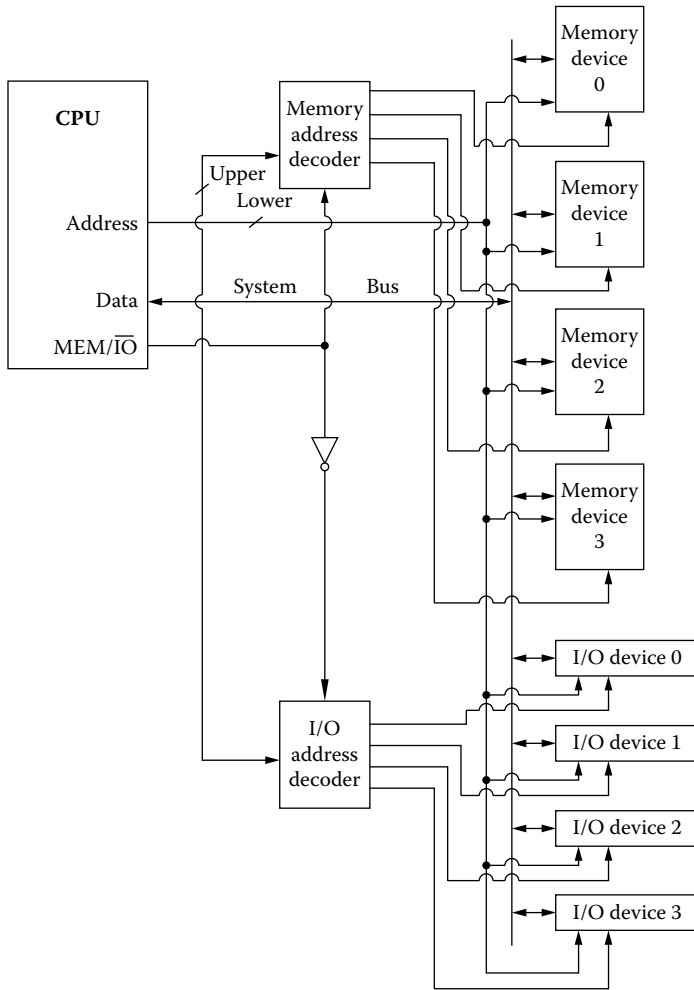 CPU
Address
Data
MEM/I̅O̅
Upper
Lower
System Bus
Memory
address
decoder
I/O
address
decoder
Memory
device
0
Memory
device
1
Memory
device
2
Memory
device
3
I/O device 0
I/O device 1
I/O device 2
I/O device 3